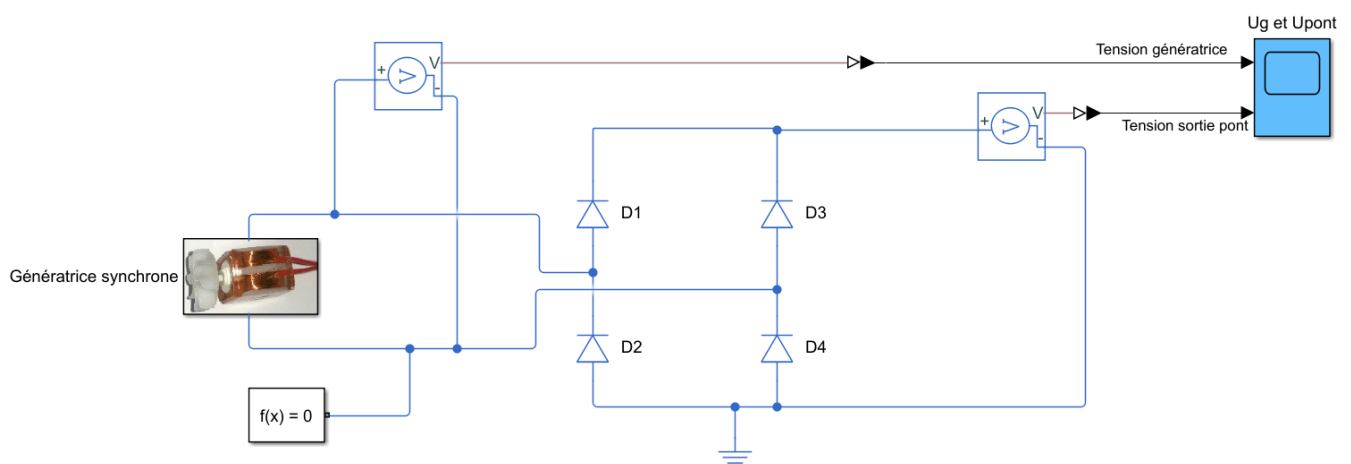 Ug et Upont
Tension génératrice
+ V -
+ V -
Tension sortie pont
D1
D3
Génératrice synchrone
D2
D4
f(x) = 0